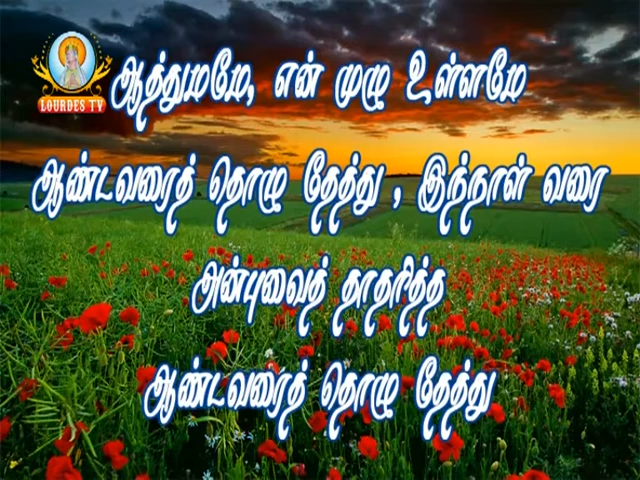 LOURDES TV
ஆத்துமமே, என் முழு உள்ளமே
ஆண்டவரைத் தொழு தேத்து , இந்நாள் வரை
அன்புவைத் தாதரித்த
ஆண்டவரைத் தொழு தேத்து